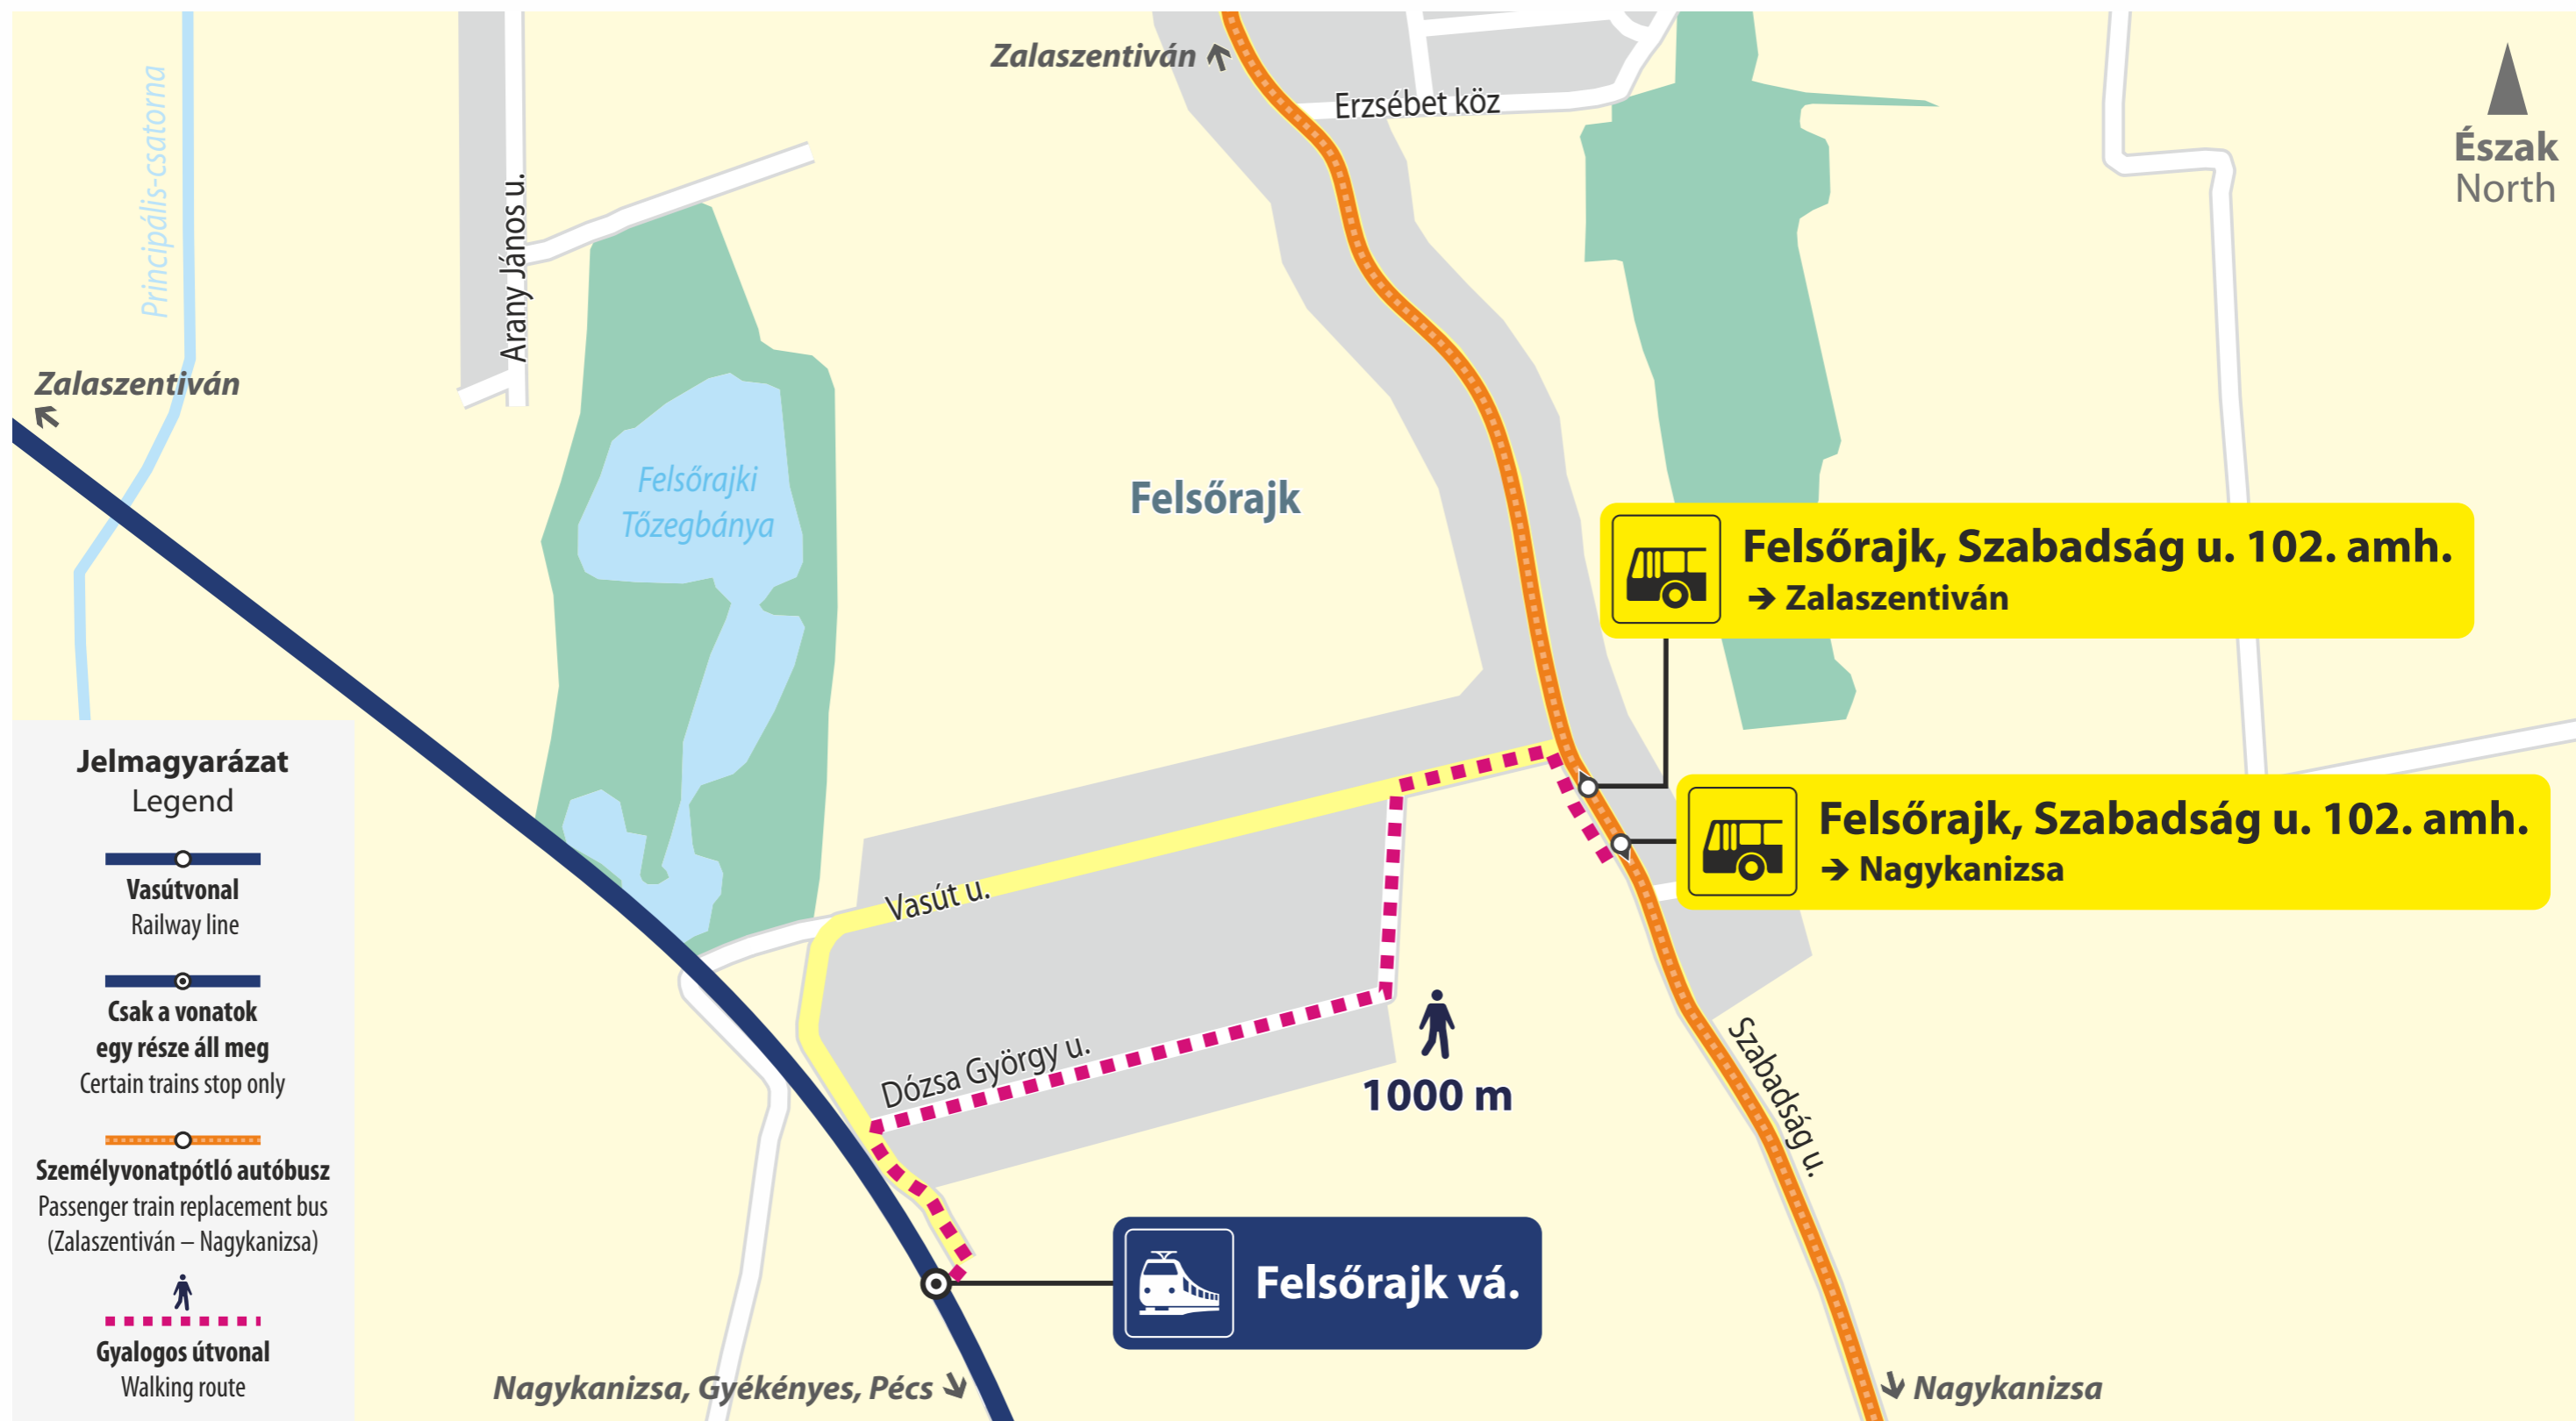 Zalaszentiván
Erzsébet köz
Észak
North
Principális-csatorna
Arany János u.
Zalaszentiván
Felsőrajki
Tőzegbánya
Felsőrajk
Felsőrajk, Szabadság u. 102. amh.
➔ Zalaszentiván
Felsőrajk, Szabadság u. 102. amh.
➔ Nagykanizsa
Vasút u.
Dózsa György u.
1000 m
Szabadság u.
Felsőrajk vá.
Nagykanizsa, Gyékényes, Pécs
Nagykanizsa
Jelmagyarázat
Legend
Vasútvonal
Railway line
Csak a vonatok
egy része áll meg
Certain trains stop only
Személyvonatpótló autóbusz
Passenger train replacement bus
(Zalaszentiván – Nagykanizsa)
Gyalogos útvonal
Walking route